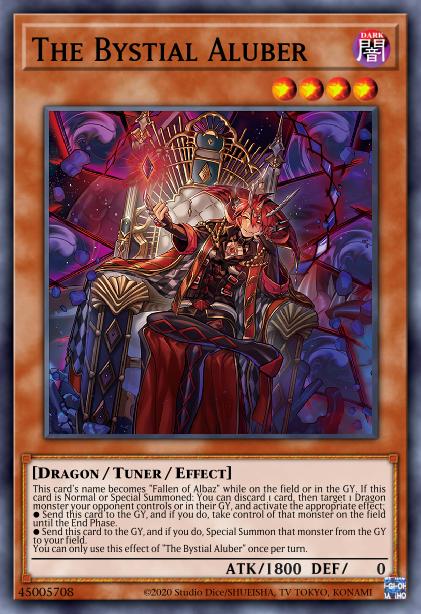 The Bystial Aluber
DARK
闇
[Dragon / Tuner / Effect]
This card's name becomes "Fallen of Albaz" while on the field or in the GY. If this
card is Normal or Special Summoned: You can discard 1 card, then target 1 Dragon
monster your opponent controls or in their GY, and activate the appropriate effect;
● Send this card to the GY, and if you do, take control of that monster on the field
until the End Phase.
● Send this card to the GY, and if you do, Special Summon that monster from the GY
to your field.
You can only use this effect of "The Bystial Aluber" once per turn.
ATK/1800 DEF/ 0
45005708 ©2020 Studio Dice/SHUEISHA, TV TOKYO, KONAMI